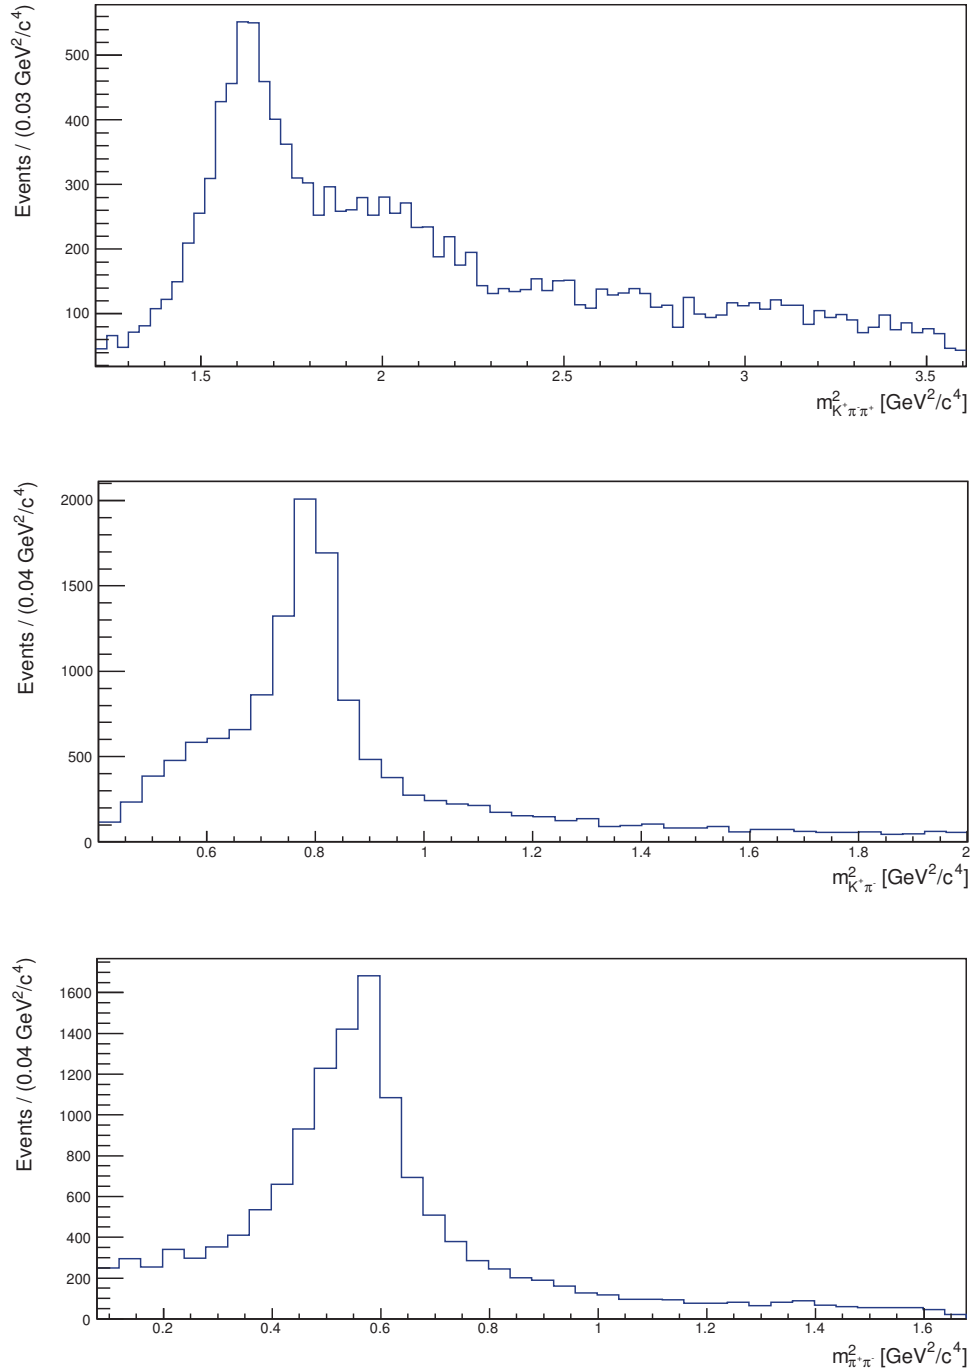 Events / (0.03 GeV²/c⁴)
500
400
300
200
100
1.5 2 2.5 3 3.5
m²K⁺π⁻π⁺ [GeV²/c⁴]
Events / (0.04 GeV²/c⁴)
2000
1500
1000
500
0
0.6 0.8 1 1.2 1.4 1.6 1.8 2
m²K⁺π⁻ [GeV²/c⁴]
Events / (0.04 GeV²/c⁴)
1600
1400
1200
1000
800
600
400
200
0
0.2 0.4 0.6 0.8 1 1.2 1.4 1.6
m²π⁺π⁻ [GeV²/c⁴]